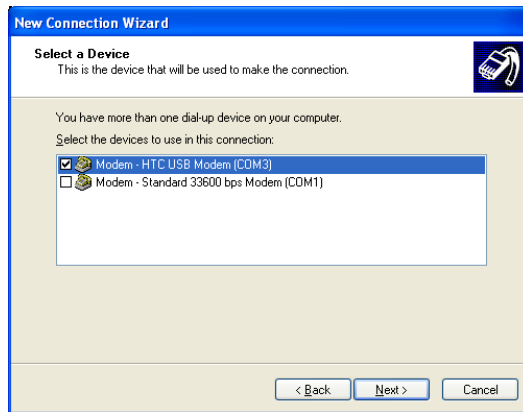 New Connection Wizard
Select a Device
This is the device that will be used to make the connection.
You have more than one dial-up device on your computer.
Select the devices to use in this connection:
Modem - HTC USB Modem (COM3)
Modem - Standard 33600 bps Modem (COM1)
< Back Next > Cancel